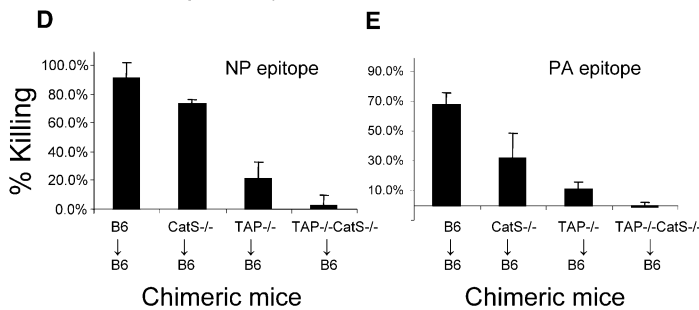 D
NP epitope
% Killing
100.0%
80.0%
60.0%
40.0%
20.0%
0.0%
B6 CatS-/- TAP-/- TAP-/-CatS-/-
↓ ↓ ↓ ↓
B6 B6 B6 B6
Chimeric mice
E
PA epitope
90.0%
70.0%
50.0%
30.0%
10.0%
B6 CatS-/- TAP-/- TAP-/-CatS-/-
↓ ↓ ↓ ↓
B6 B6 B6 B6
Chimeric mice